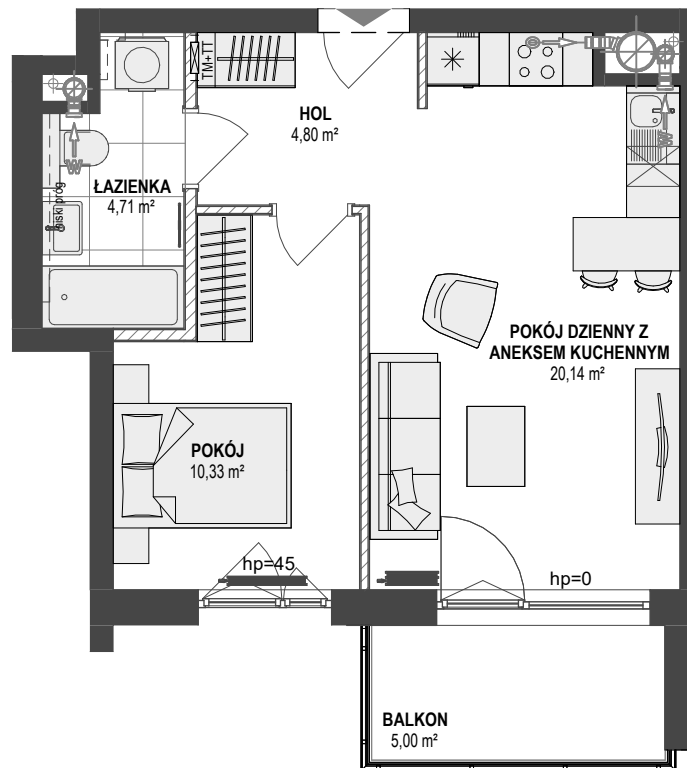 TM+TT
HOL
4,80 m²
ŁAZIENKA
4,71 m²
niski próg
W
W
W
POKÓJ DZIENNY Z
ANEKSEM KUCHENNYM
20,14 m²
POKÓJ
10,33 m²
hp=45
hp=0
BALKON
5,00 m²